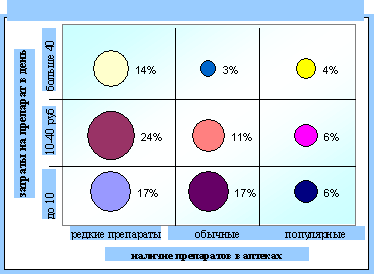 затраты на препарат в день
больше 40
14%
3%
4%
10-40 руб
24%
11%
6%
до 10
17%
17%
6%
редкие препараты
обычные
популярные
наличие препаратов в аптеках